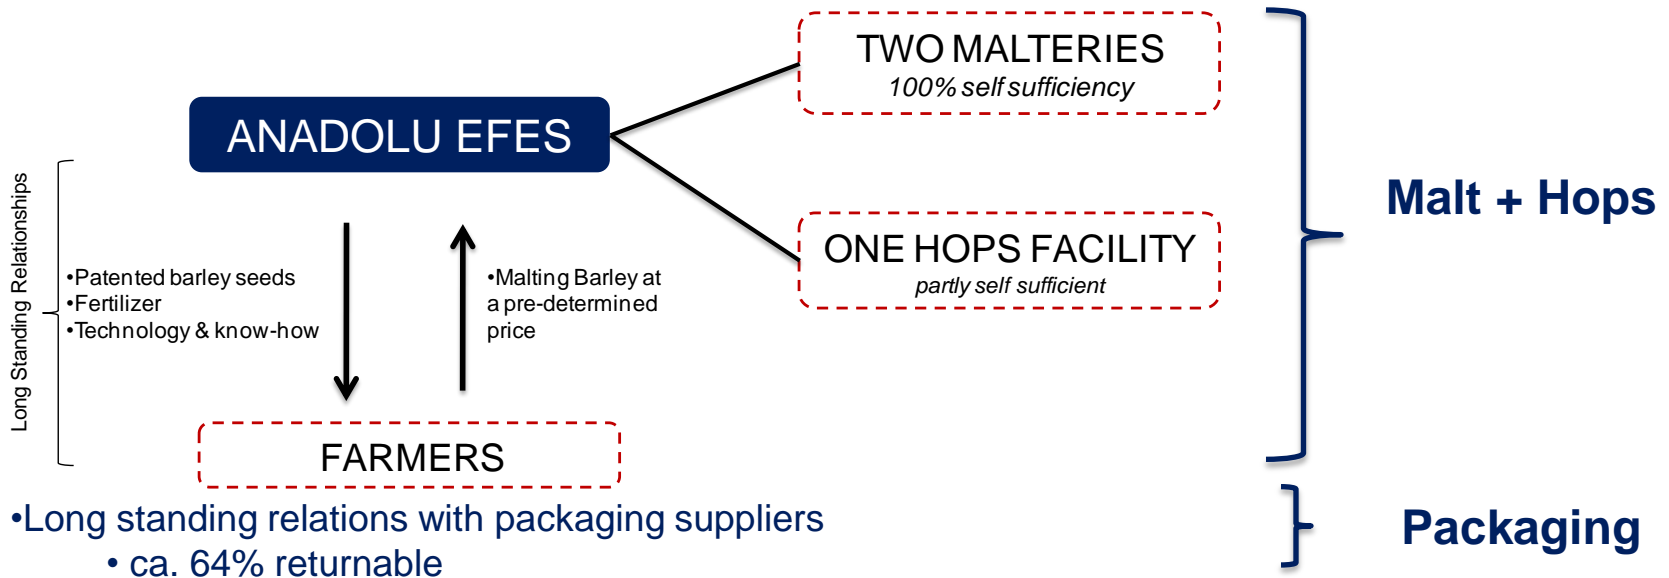 TWO MALTERIES
100% self sufficiency
ANADOLU EFES
Malt + Hops
ONE HOPS FACILITY
partly self sufficient
Long Standing Relationships
•Patented barley seeds
•Fertilizer
•Technology & know-how
•Malting Barley at
a pre-determined
price
FARMERS
•Long standing relations with packaging suppliers
• ca. 64% returnable
Packaging